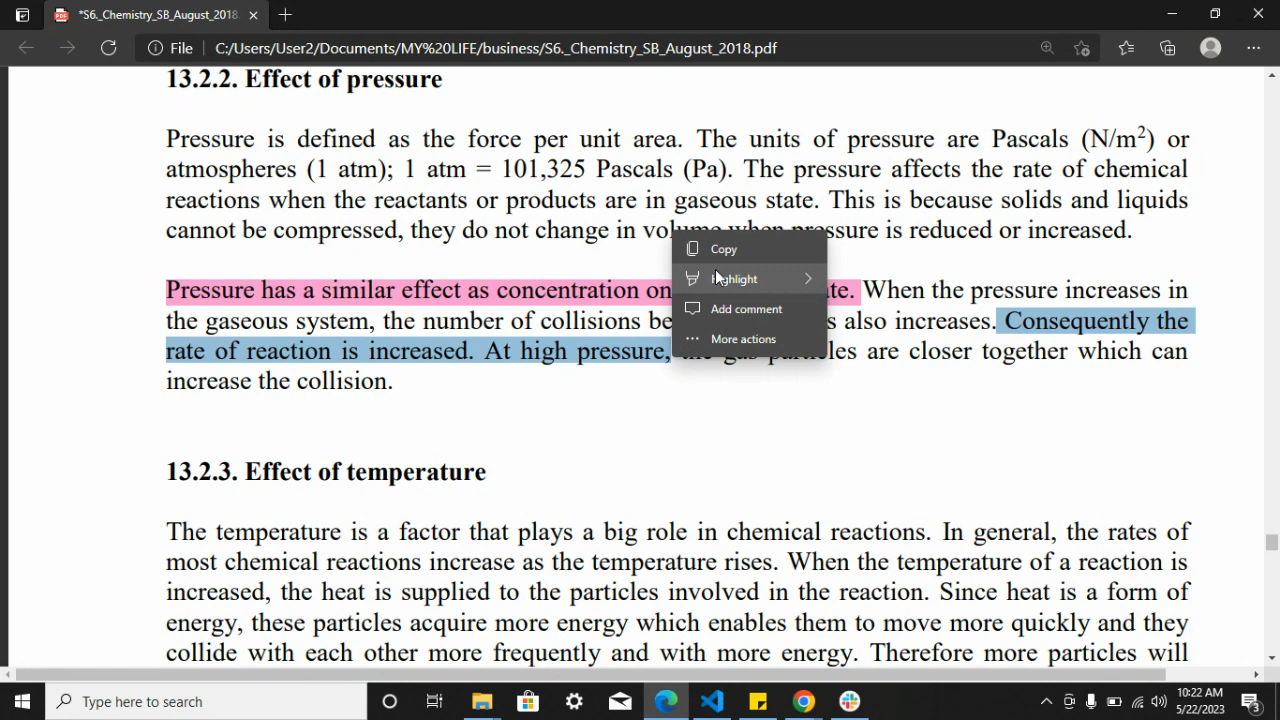 *S6._Chemistry_SB_August_2018.
File C:/Users/User2/Documents/MY%20LIFE/business/S6._Chemistry_SB_August_2018.pdf
13.2.2. Effect of pressure
Pressure is defined as the force per unit area. The units of pressure are Pascals (N/m²) or
atmospheres (1 atm); 1 atm = 101,325 Pascals (Pa). The pressure affects the rate of chemical
reactions when the reactants or products are in gaseous state. This is because solids and liquids
cannot be compressed, they do not change in volume when pressure is reduced or increased.
Copy
Highlight
Add comment
More actions
Pressure has a similar effect as concentration on When the pressure increases in
the gaseous system, the number of collisions also increases. Consequently the
rate of reaction is increased. At high pressure, the gas particles are closer together which can
increase the collision.
13.2.3. Effect of temperature
The temperature is a factor that plays a big role in chemical reactions. In general, the rates of
most chemical reactions increase as the temperature rises. When the temperature of a reaction is
increased, the heat is supplied to the particles involved in the reaction. Since heat is a form of
energy, these particles acquire more energy which enables them to move more quickly and they
collide with each other more frequently and with more energy. Therefore more particles will
Type here to search
10:22 AM
5/22/2023
3